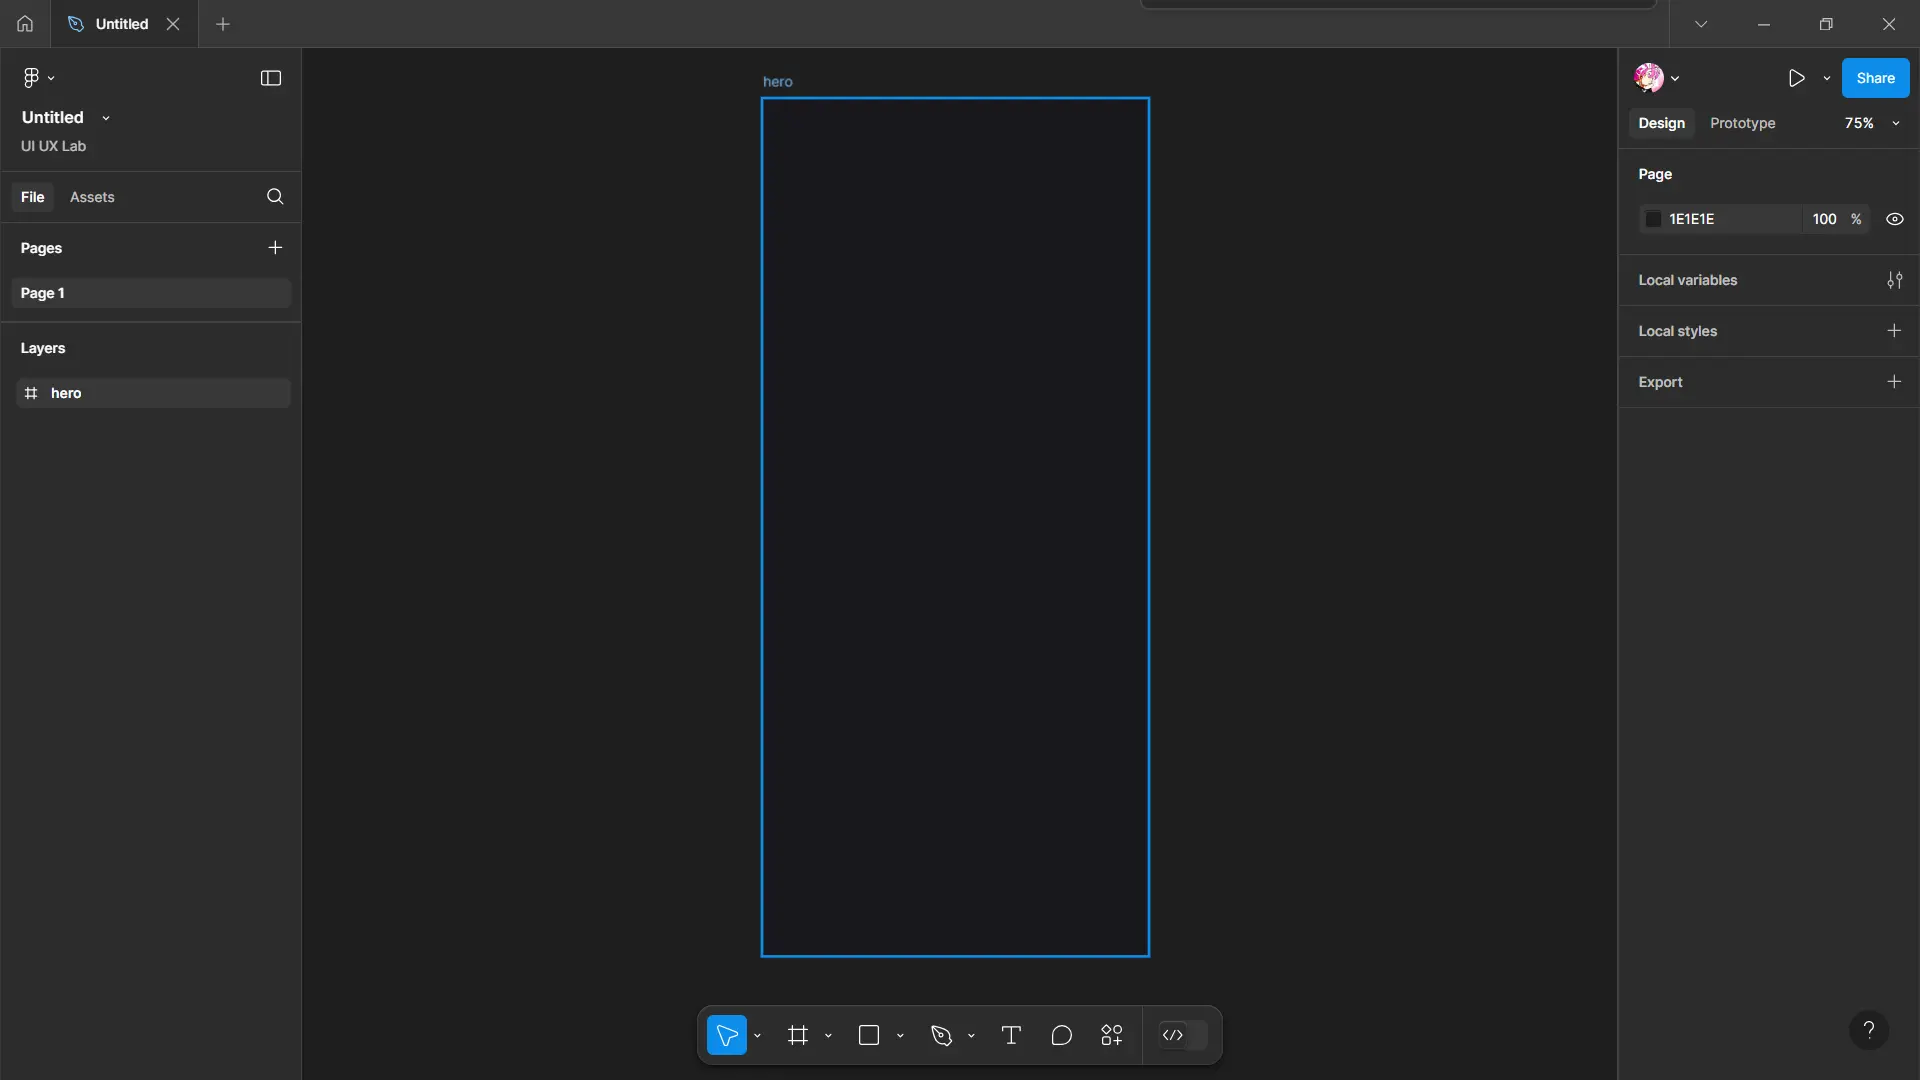 Untitled
Untitled
UI UX Lab
File
Assets
Pages
Page 1
Layers
hero
hero
Share
Design
Prototype
75%
Page
1E1E1E
100
%
Local variables
Local styles
Export
?